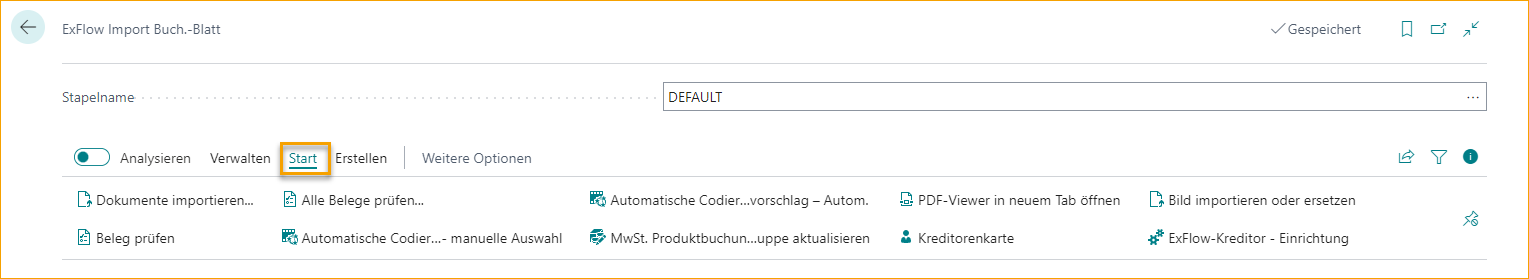 ExFlow Import Buch.-Blatt
Gespeichert
Stapelname
DEFAULT
Analysieren Verwalten Start Erstellen Weitere Optionen
Dokumente importieren... Alle Belege prüfen... Automatische Codier...vorschlag – Autom. PDF-Viewer in neuem Tab öffnen Bild importieren oder ersetzen
Beleg prüfen Automatische Codier...- manuelle Auswahl MwSt. Produktbuchun...uppe aktualisieren Kreditorenkarte ExFlow-Kreditor - Einrichtung